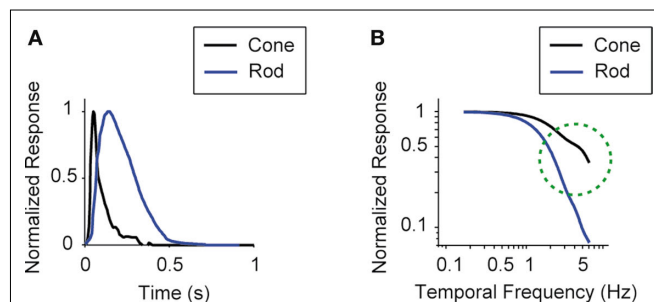 A
Cone
Rod
Normalized Response
1
0.5
0
0
0.5
1
Time (s)
B
Cone
Rod
Normalized Response
1
0.5
0.1
0.1
0.5
1
5
Temporal Frequency (Hz)